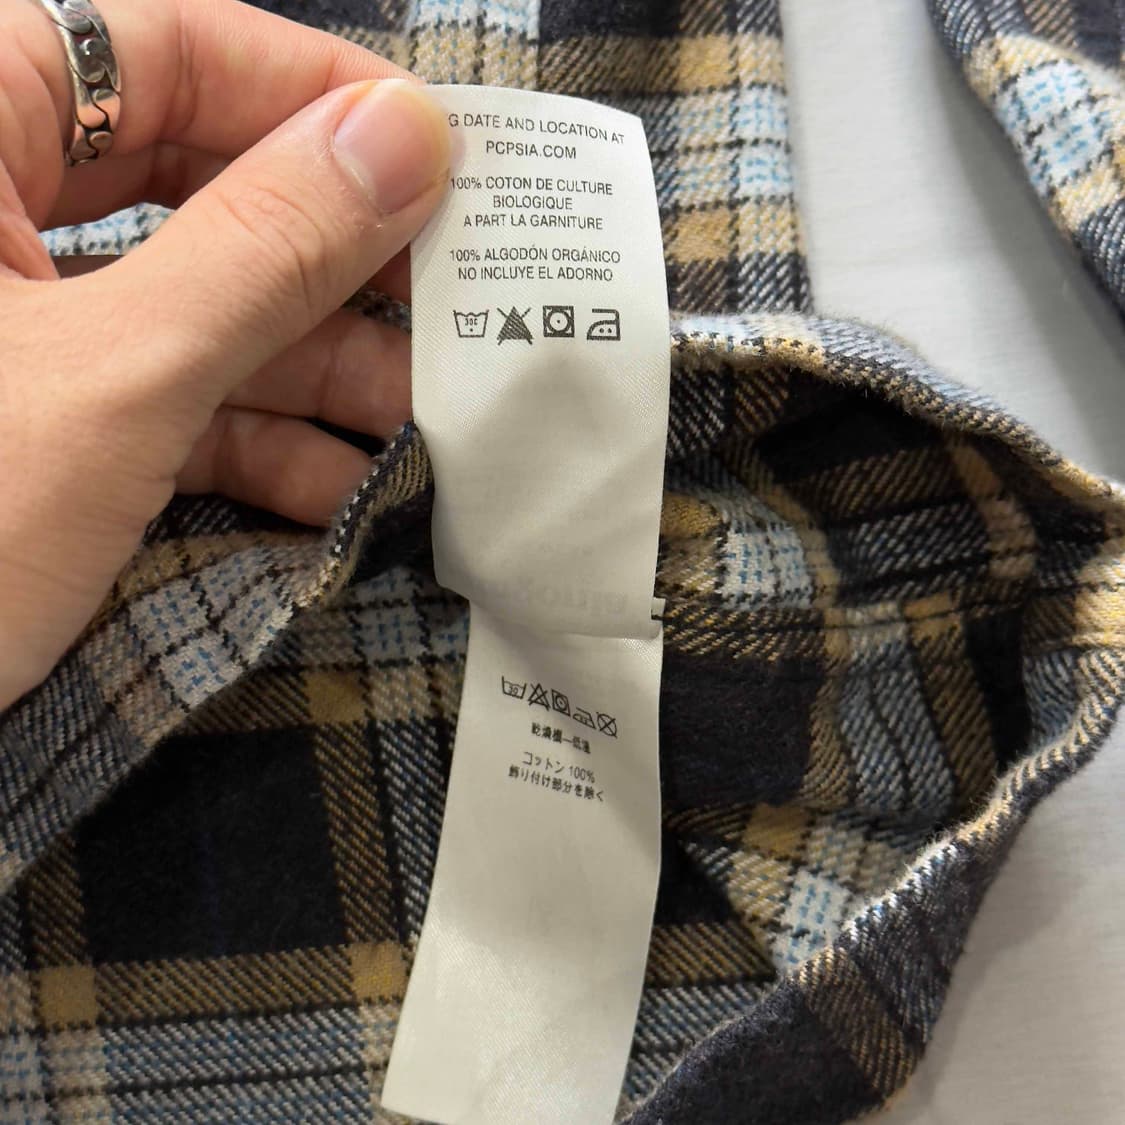 G DATE AND LOCATION AT
PCPSIA.COM
100% COTON DE CULTURE
BIOLOGIQUE
A PART LA GARNITURE
100% ALGODÓN ORGÁNICO
NO INCLUYE EL ADORNO
30C
乾燥機—低温
コットン 100%
飾り付け部分を除く